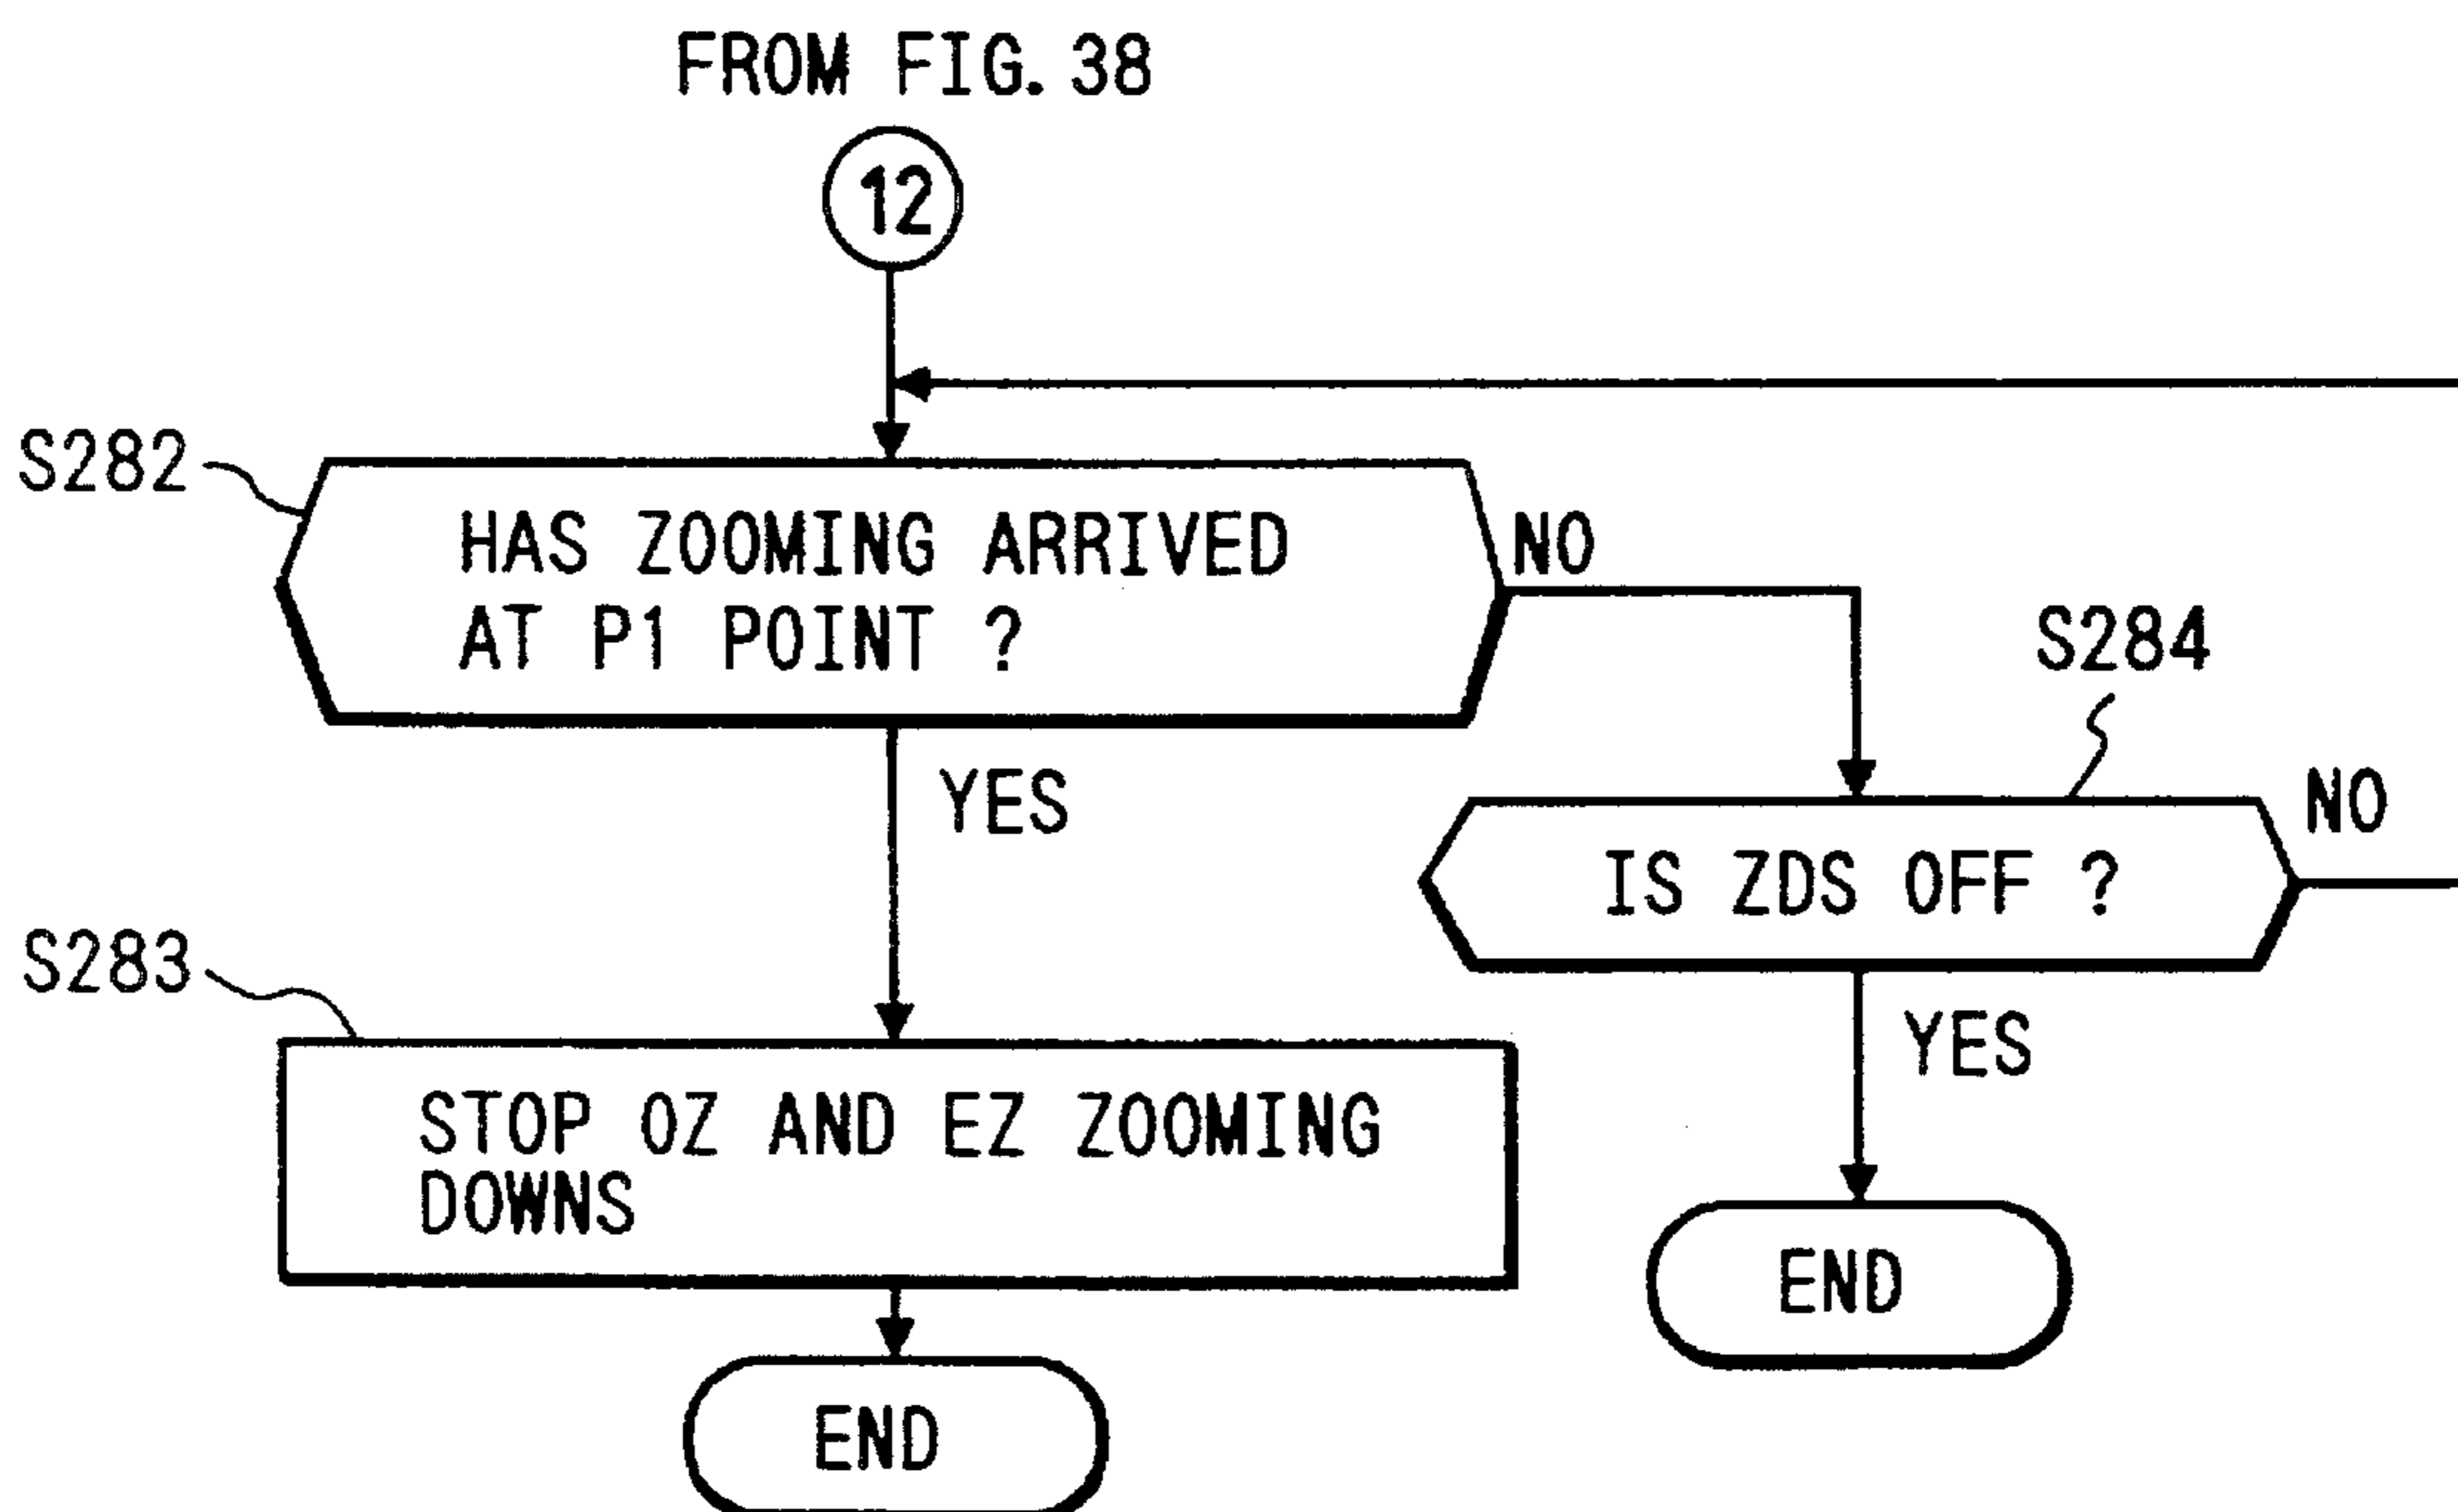 FROM FIG. 38
12
S282
HAS ZOOMING ARRIVED
AT P1 POINT ?
NO
YES
S284
IS ZDS OFF ?
NO
YES
END
S283
STOP OZ AND EZ ZOOMING
DOWNS
END